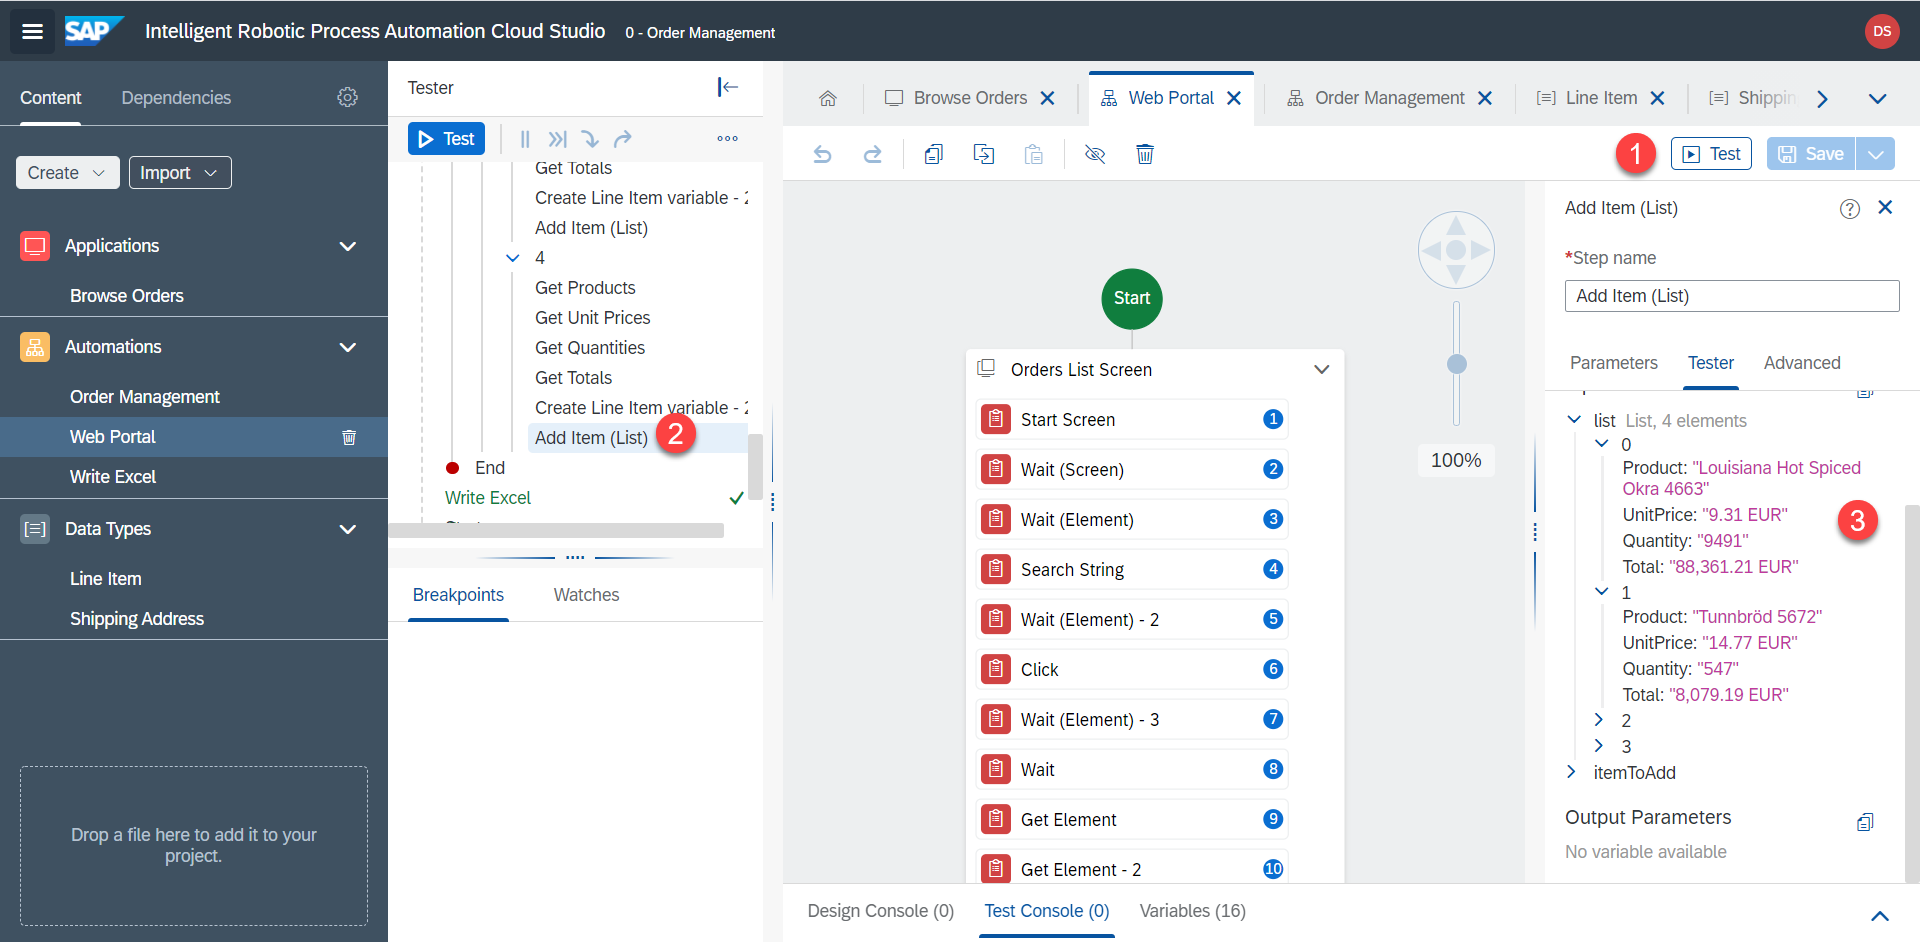 SAP Intelligent Robotic Process Automation Cloud Studio 0 - Order Management DS
Content Dependencies
Create Import
Applications
Browse Orders
Automations
Order Management
Web Portal
Write Excel
Data Types
Line Item
Shipping Address
Drop a file here to add it to your
project.
Tester
Test
Get Totals
Create Line Item variable - 2
Add Item (List)
4
Get Products
Get Unit Prices
Get Quantities
Get Totals
Create Line Item variable - 2
Add Item (List) 2
End
Write Excel
Breakpoints Watches
Browse Orders Web Portal Order Management Line Item Shippin
1 Test Save
Start
Orders List Screen
Start Screen 1
Wait (Screen) 2
Wait (Element) 3
Search String 4
Wait (Element) - 2 5
Click 6
Wait (Element) - 3 7
Wait 8
Get Element 9
Get Element - 2 10
100%
Design Console (0) Test Console (0) Variables (16)
Add Item (List)
*Step name
Add Item (List)
Parameters Tester Advanced
list List, 4 elements
0
Product: "Louisiana Hot Spiced
Okra 4663"
UnitPrice: "9.31 EUR" 3
Quantity: "9491"
Total: "88,361.21 EUR"
1
Product: "Tunnbröd 5672"
UnitPrice: "14.77 EUR"
Quantity: "547"
Total: "8,079.19 EUR"
2
3
itemToAdd
Output Parameters
No variable available